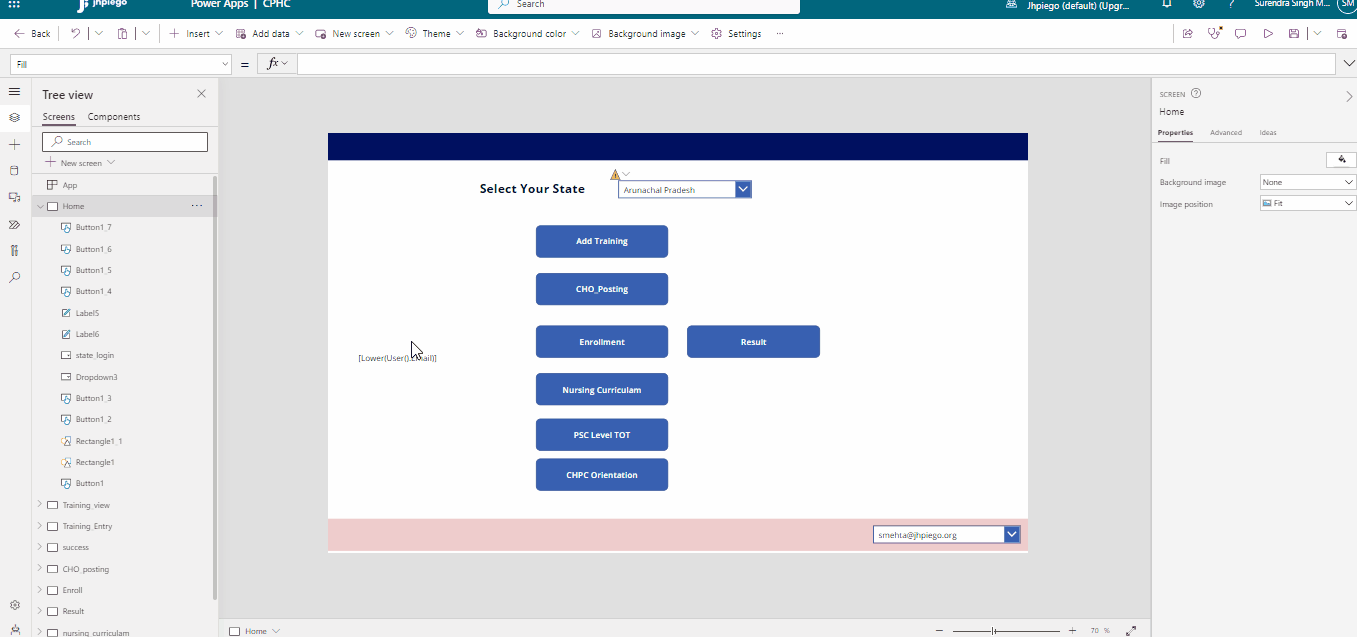 jhpiego
Power Apps | CPHC
Search
Jhpiego (default) (Upgr...
Surendra Singh M...
SM
Back
Insert
Add data
New screen
Theme
Background color
Background image
Settings
...
Fill
=
fx
Tree view
Screens
Components
Search
New screen
App
Home
...
Button1_7
Button1_6
Button1_5
Button1_4
Label5
Label6
state_login
Dropdown3
Button1_3
Button1_2
Rectangle1_1
Rectangle1
Button1
Training_view
Training_Entry
success
CHO_posting
Enroll
Result
nursing_curriculam
Select Your State
Arunachal Pradesh
Add Training
CHO_Posting
Enrollment
Result
[Lower(User().Email)]
Nursing Curriculam
PSC Level TOT
CHPC Orientation
smehta@jhpiego.org
Home
70 %
SCREEN
Home
Properties
Advanced
Ideas
Fill
Background image
None
Image position
Fit